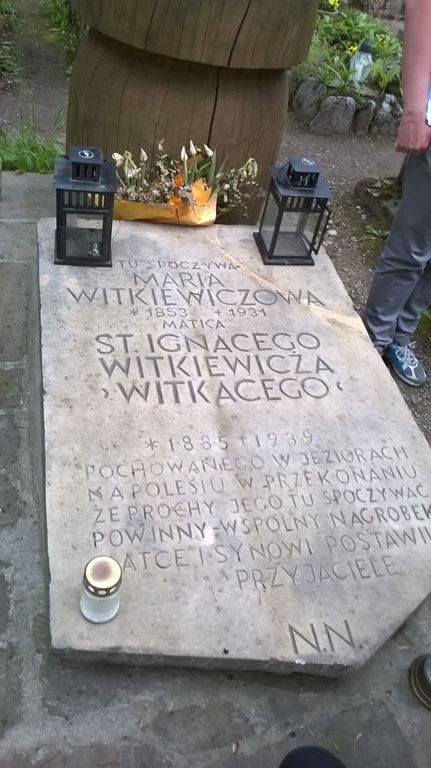 TU SPOCZYWA
MARIA
WITKIEWICZOWA
* 1853 + 1931
MATKA
ST. IGNACEGO
WITKIEWICZA
›WITKACEGO‹
* 1885 + 1939
POCHOWANEGO W JEZIORACH
NA POLESIU W PRZEKONANIU
ŻE PROCHY JEGO TU SPOCZYWAĆ
POWINNY-WSPÓLNY NAGROBEK
MATCE I SYNOWI POSTAWILI
PRZYJACIELE
N.N.